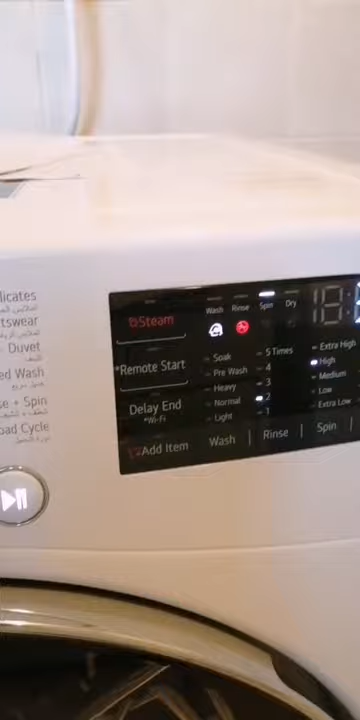 licates
tswear
Duvet
ed Wash
se + Spin
oad Cycle
Steam
*Remote Start
Delay End
*Wi-Fi
Add Item
Wash
Rinse
Spin
Dry
Soak
Pre Wash
Heavy
Normal
Light
5 Times
4
3
2
1
Extra High
High
Medium
Low
Extra Low
Wash
Rinse
Spin